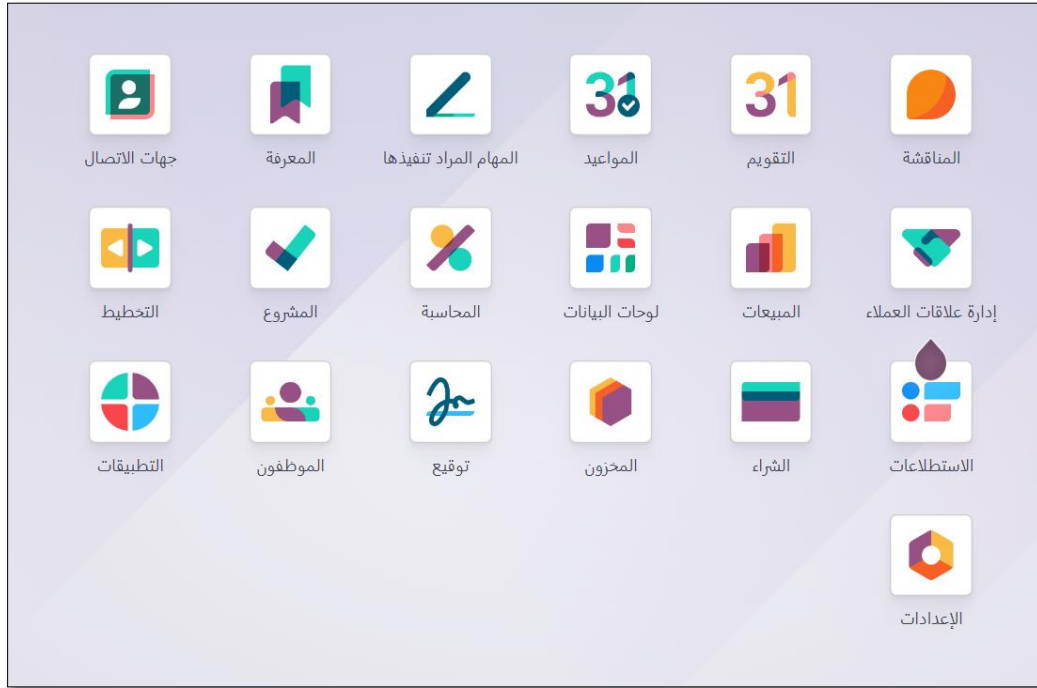 المناقشة
التقويم
المواعيد
المهام المراد تنفيذها
المعرفة
جهات الاتصال
إدارة علاقات العملاء
المبيعات
لوحات البيانات
المحاسبة
المشروع
التخطيط
الاستطلاعات
الشراء
المخزون
توقيع
الموظفون
التطبيقات
الإعدادات